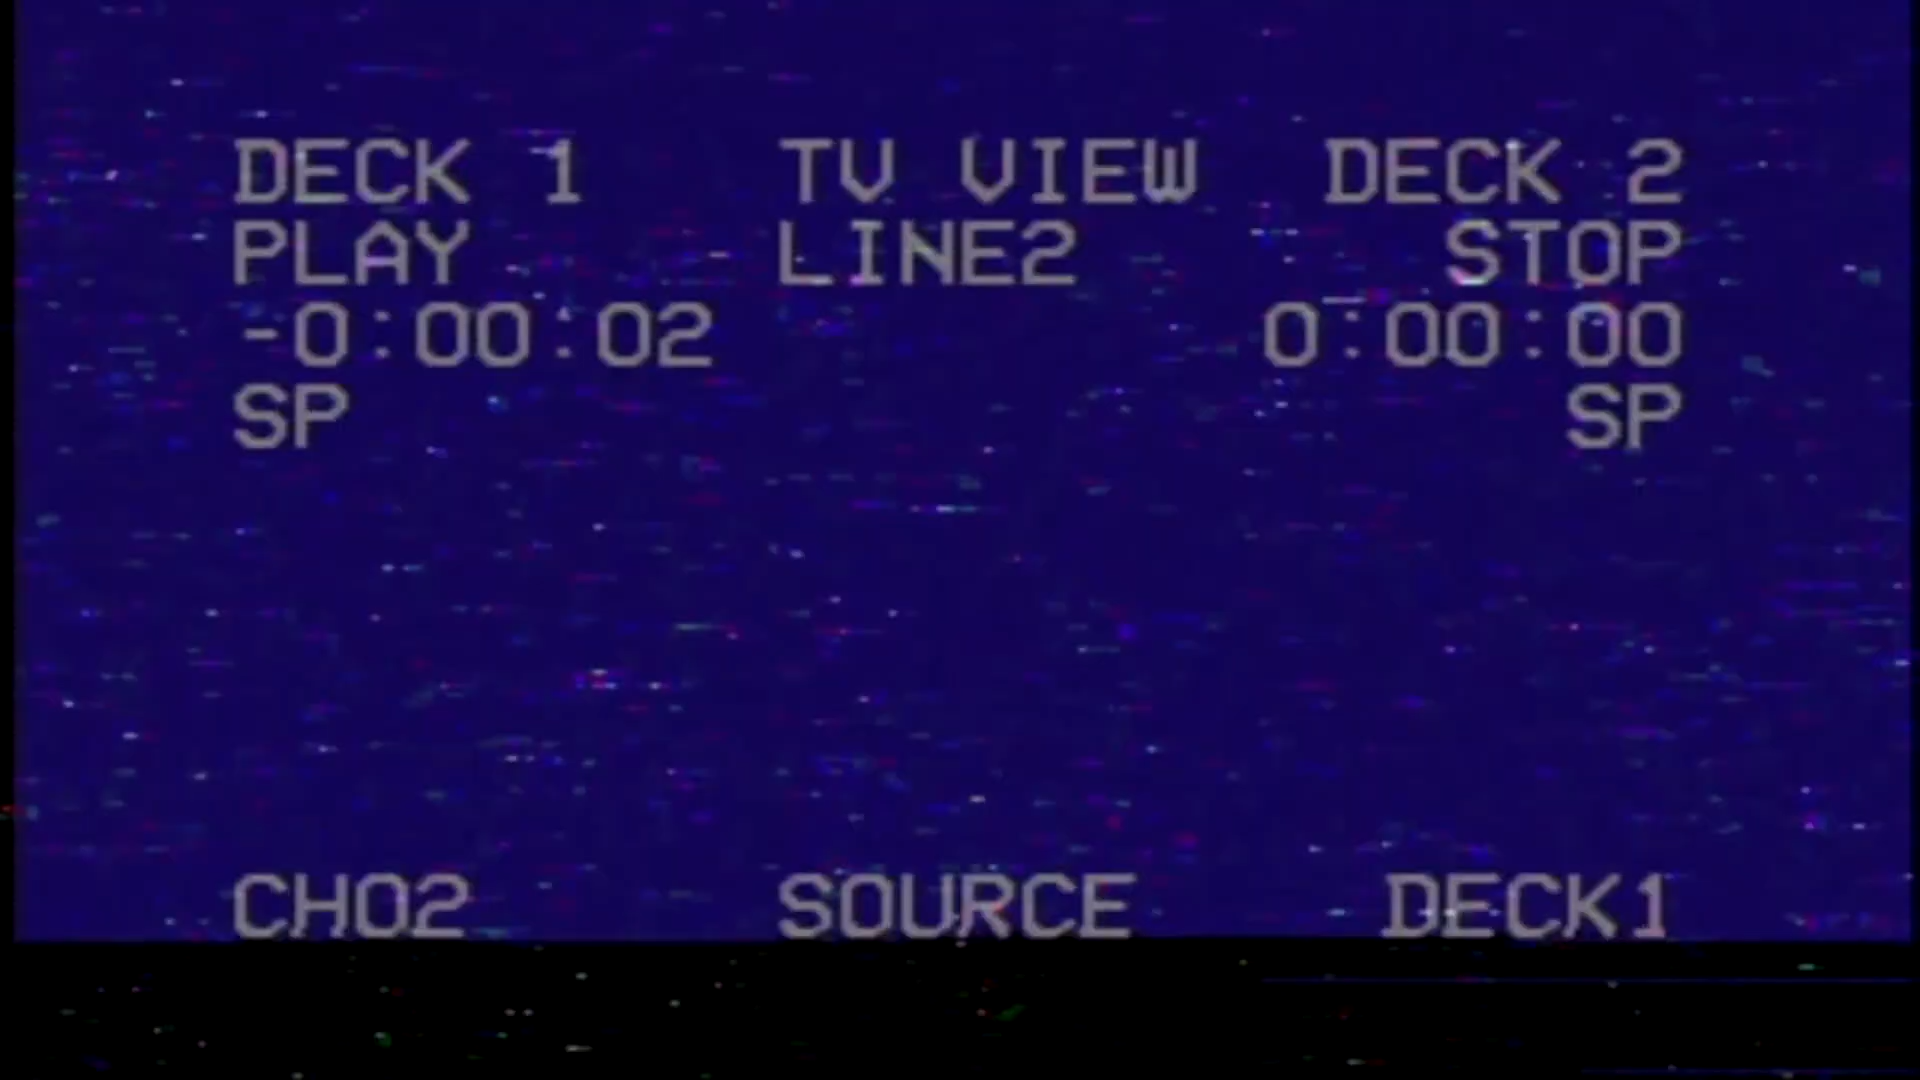 DECK 1 TV VIEW DECK 2
PLAY LINE2 STOP
-0:00:02 0:00:00
SP SP
CH02 SOURCE DECK1